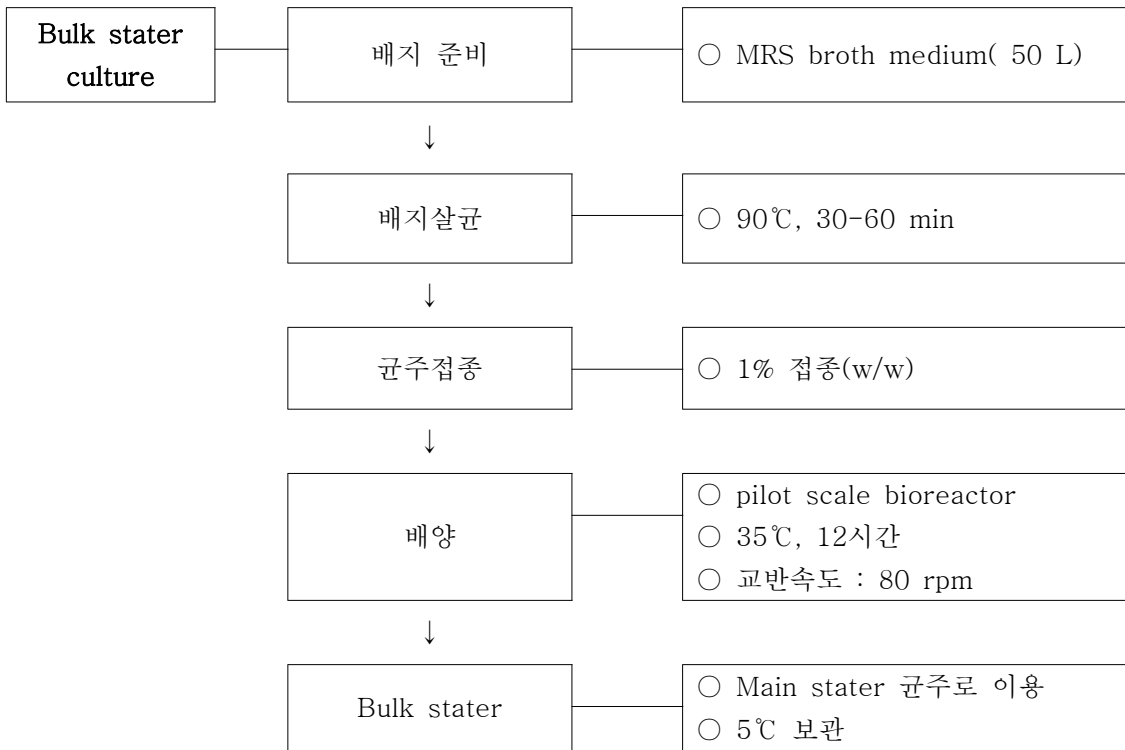 Bulk stater
culture
배지 준비
○ MRS broth medium( 50 L)
↓
배지살균
○ 90℃, 30-60 min
↓
균주접종
○ 1% 접종(w/w)
↓
배양
○ pilot scale bioreactor
○ 35℃, 12시간
○ 교반속도 : 80 rpm
↓
Bulk stater
○ Main stater 균주로 이용
○ 5℃ 보관